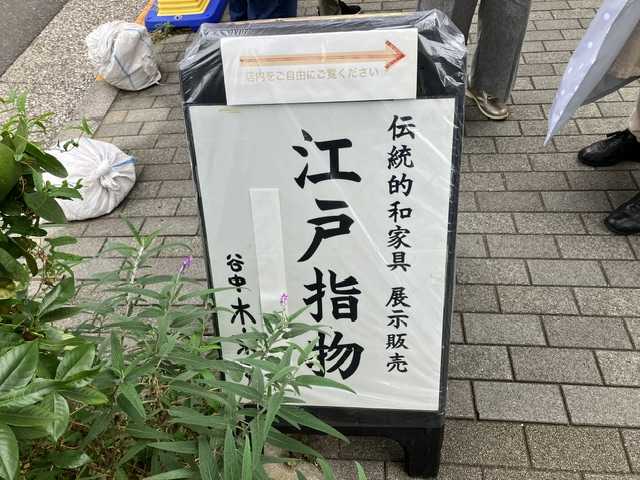 店内をご自由にご覧ください
伝統的和家具 展示販売
江戸指物
谷中 木